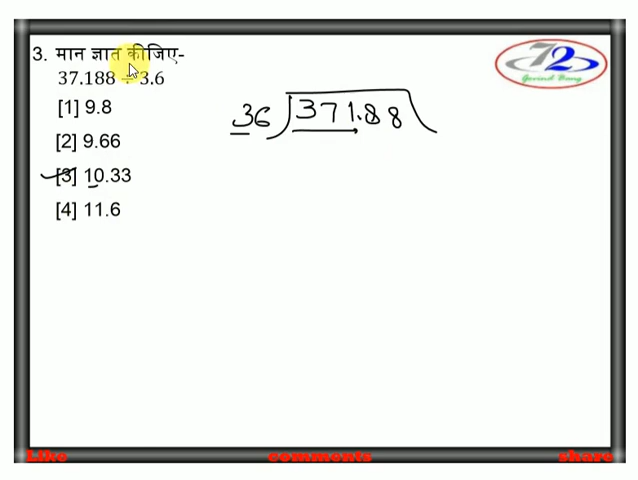 3. मान ज्ञात कीजिए-
37.188 ÷ 3.6
[1] 9.8
[2] 9.66
[3] 10.33
[4] 11.6
36 371.88
72
Govind Bang
Like comments share